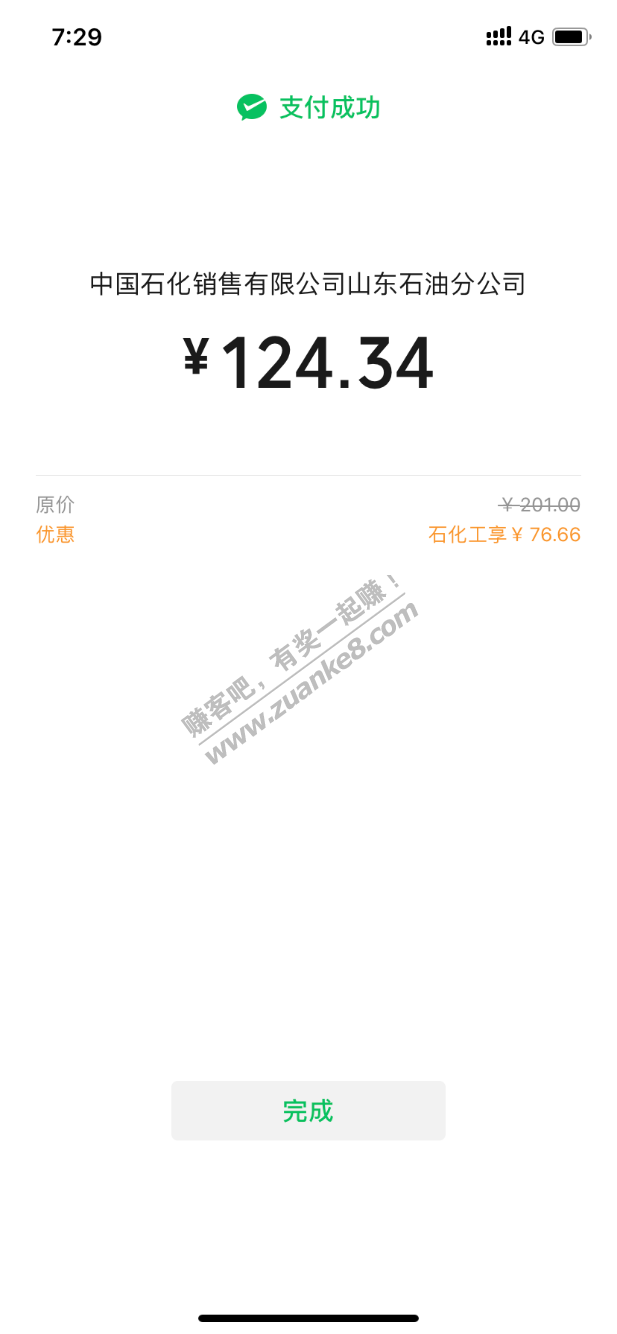 7:29
4G
支付成功
中国石化销售有限公司山东石油分公司
¥124.34
原价 ¥ 201.00
优惠 石化工享¥ 76.66
赚客吧，有奖一起赚！
www.zuanke8.com
完成